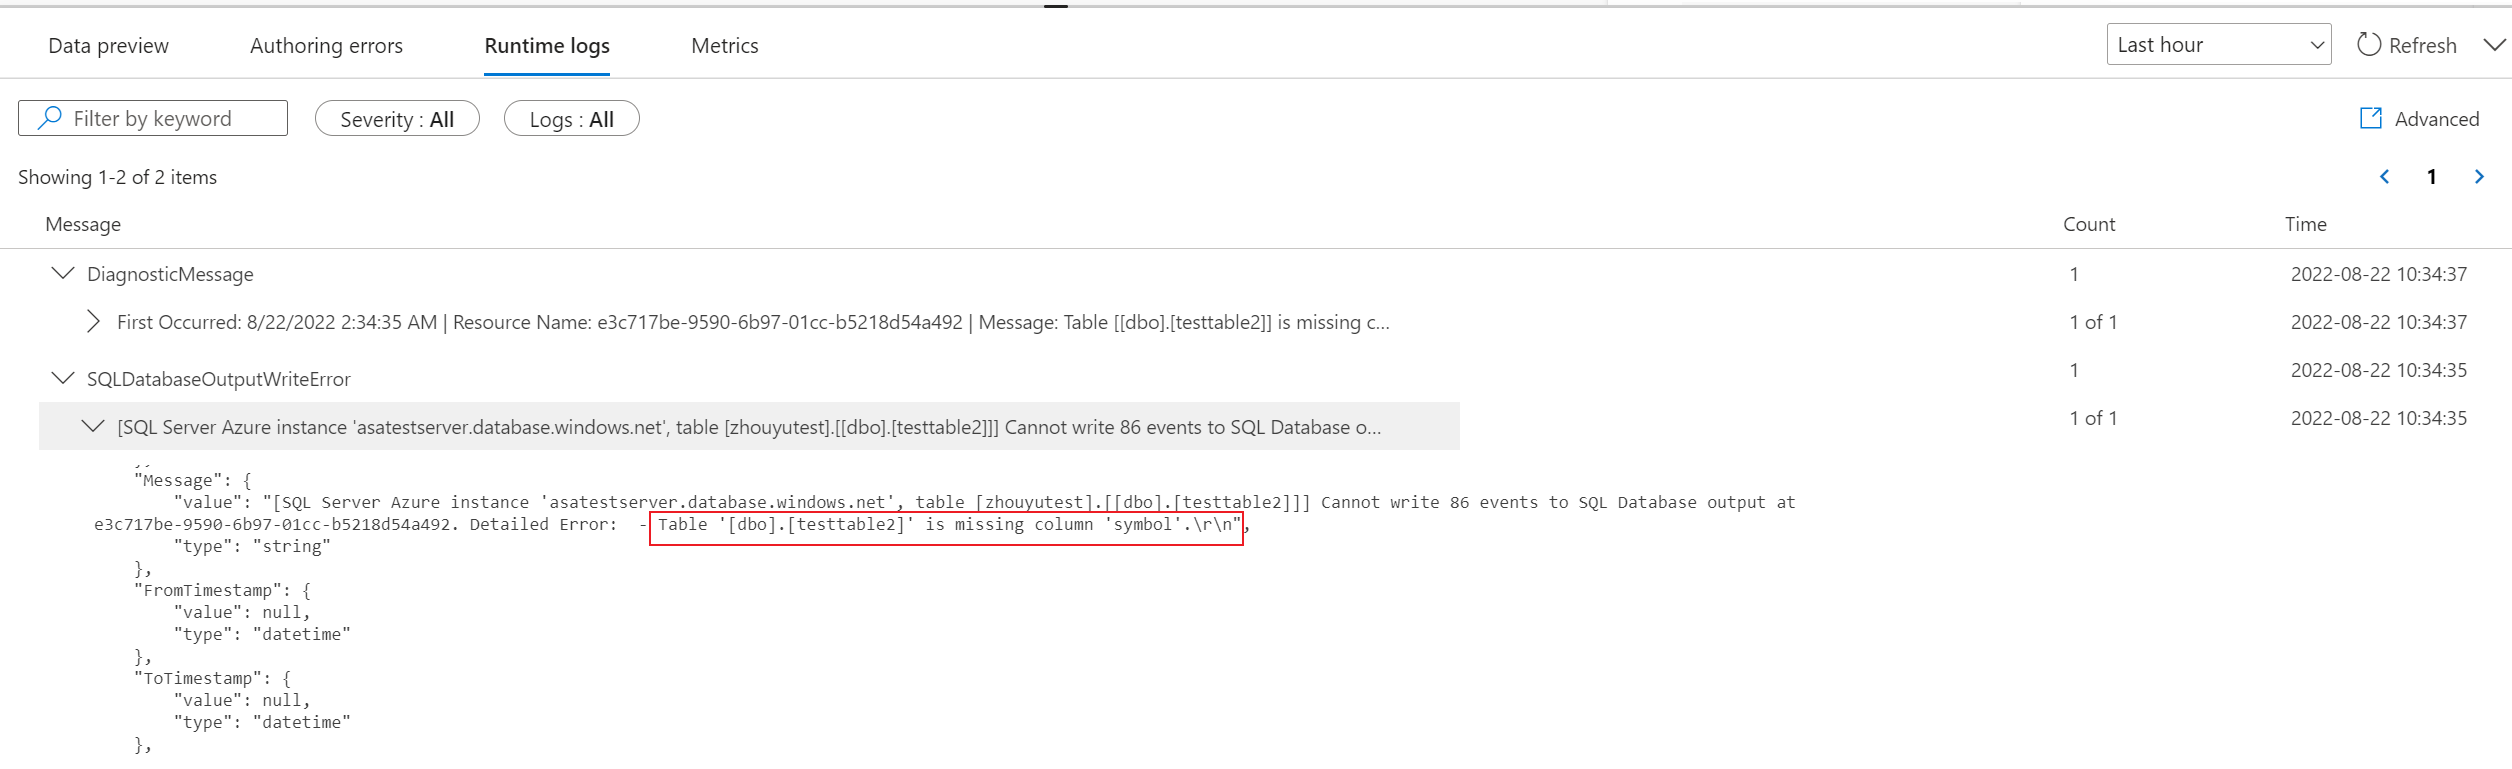 Data preview
Authoring errors
Runtime logs
Metrics
Last hour
Refresh
Filter by keyword
Severity : All
Logs : All
Advanced
Showing 1-2 of 2 items
1
Message
Count
Time
DiagnosticMessage
1
2022-08-22 10:34:37
First Occurred: 8/22/2022 2:34:35 AM | Resource Name: e3c717be-9590-6b97-01cc-b5218d54a492 | Message: Table [[dbo].[testtable2]] is missing c...
1 of 1
2022-08-22 10:34:37
SQLDatabaseOutputWriteError
1
2022-08-22 10:34:35
[SQL Server Azure instance 'asatestserver.database.windows.net', table [zhouyutest].[[dbo].[testtable2]]] Cannot write 86 events to SQL Database o...
1 of 1
2022-08-22 10:34:35
"Message": {
"value": "[SQL Server Azure instance 'asatestserver.database.windows.net', table [zhouyutest].[[dbo].[testtable2]]] Cannot write 86 events to SQL Database output at
e3c717be-9590-6b97-01cc-b5218d54a492. Detailed Error:  - Table '[dbo].[testtable2]' is missing column 'symbol'.\r\n",
"type": "string"
},
"FromTimestamp": {
"value": null,
"type": "datetime"
},
"ToTimestamp": {
"value": null,
"type": "datetime"
},